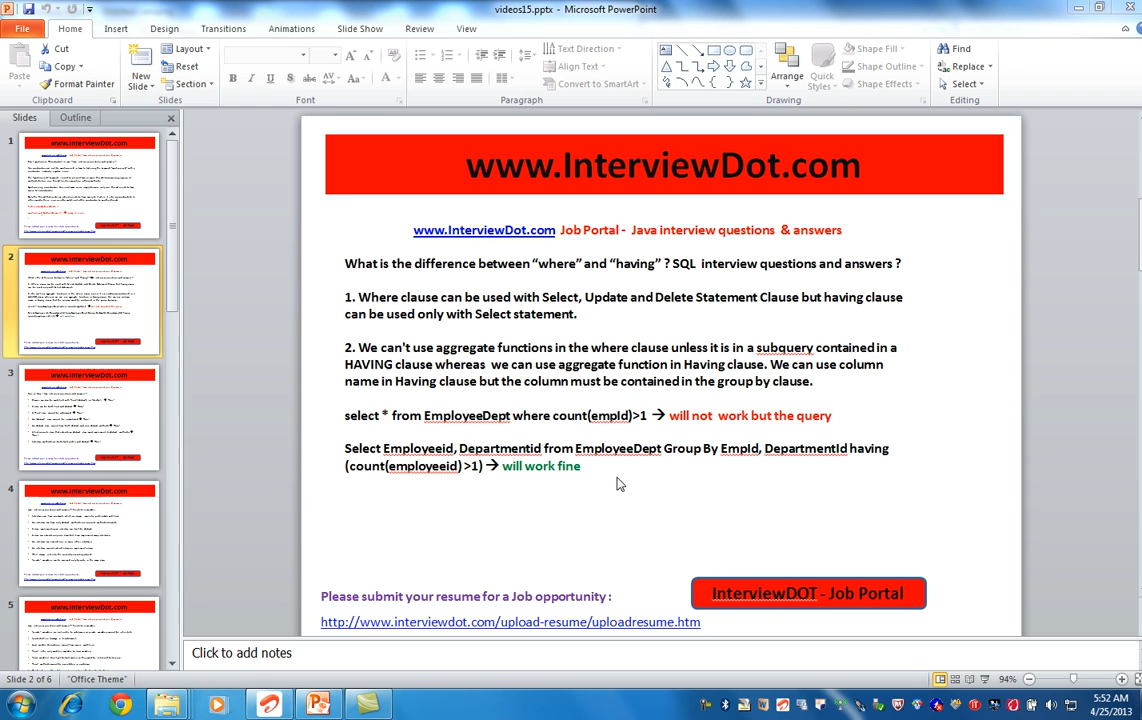 videos15.pptx - Microsoft PowerPoint
File Home Insert Design Transitions Animations Slide Show Review View
Paste Cut Copy Format Painter Clipboard
New Slide Layout Reset Section Slides
Font
Text Direction Align Text Convert to SmartArt Paragraph
Arrange Quick Styles Shape Fill Shape Outline Shape Effects Drawing
Find Replace Select Editing
Slides Outline
1
2
3
4
5
www.InterviewDot.com
www.InterviewDot.com Job Portal - Java interview questions & answers
What is the difference between “where” and “having” ? SQL interview questions and answers ?
1. Where clause can be used with Select, Update and Delete Statement Clause but having clause
can be used only with Select statement.
2. We can't use aggregate functions in the where clause unless it is in a subquery contained in a
HAVING clause whereas we can use aggregate function in Having clause. We can use column
name in Having clause but the column must be contained in the group by clause.
select * from EmployeeDept where count(empId)>1 → will not work but the query
Select Employeeid, Departmentid from EmployeeDept Group By EmpId, DepartmentId having
(count(employeeid) >1) → will work fine
Please submit your resume for a Job opportunity :
InterviewDOT - Job Portal
http://www.interviewdot.com/upload-resume/uploadresume.htm
Click to add notes
Slide 2 of 6 "Office Theme" 94%
5:52 AM
4/25/2013